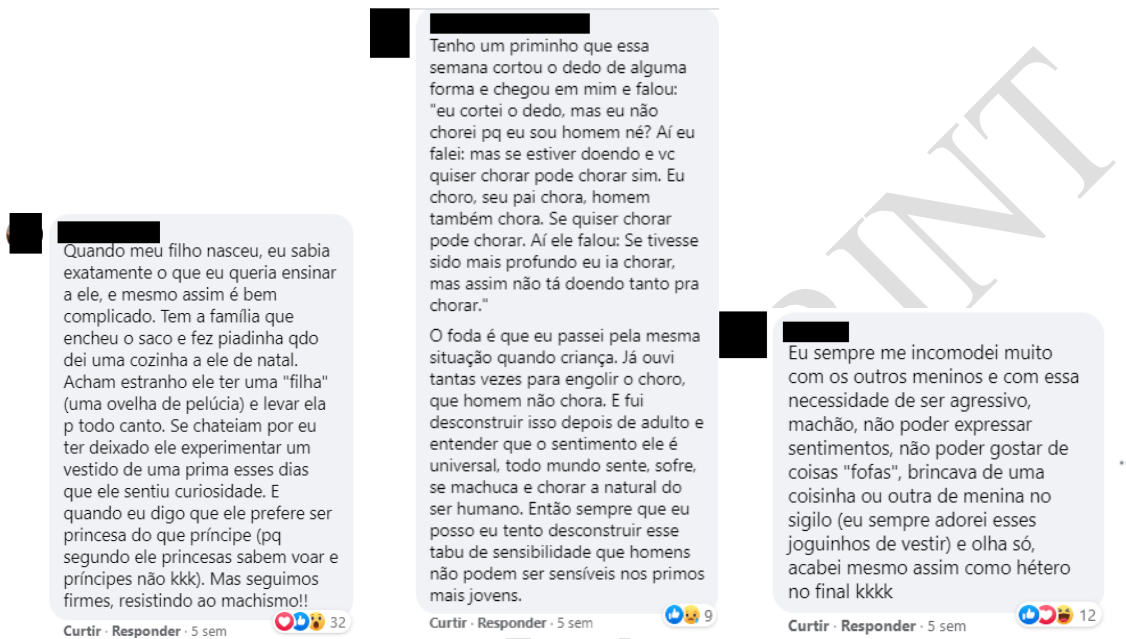 Quando meu filho nasceu, eu sabia
exatamente o que eu queria ensinar
a ele, e mesmo assim é bem
complicado. Tem a família que
encheu o saco e fez piadinha qdo
dei uma cozinha a ele de natal.
Acham estranho ele ter uma "filha"
(uma ovelha de pelúcia) e levar ela
p todo canto. Se chateiam por eu
ter deixado ele experimentar um
vestido de uma prima esses dias
que ele sentiu curiosidade. E
quando eu digo que ele prefere ser
princesa do que príncipe (pq
segundo ele princesas sabem voar e
príncipes não kkk). Mas seguimos
firmes, resistindo ao machismo!!
32
Curtir · Responder · 5 sem
Tenho um priminho que essa
semana cortou o dedo de alguma
forma e chegou em mim e falou:
"eu cortei o dedo, mas eu não
chorei pq eu sou homem né? Aí eu
falei: mas se estiver doendo e vc
quiser chorar pode chorar sim. Eu
choro, seu pai chora, homem
também chora. Se quiser chorar
pode chorar. Aí ele falou: Se tivesse
sido mais profundo eu ia chorar,
mas assim não tá doendo tanto pra
chorar."
O foda é que eu passei pela mesma
situação quando criança. Já ouvi
tantas vezes para engolir o choro,
que homem não chora. E fui
desconstruir isso depois de adulto e
entender que o sentimento ele é
universal, todo mundo sente, sofre,
se machuca e chorar a natural do
ser humano. Então sempre que eu
posso eu tento desconstruir esse
tabu de sensibilidade que homens
não podem ser sensíveis nos primos
mais jovens.
9
Curtir · Responder · 5 sem
Eu sempre me incomodei muito
com os outros meninos e com essa
necessidade de ser agressivo,
machão, não poder expressar
sentimentos, não poder gostar de
coisas "fofas", brincava de uma
coisinha ou outra de menina no
sigilo (eu sempre adorei esses
joguinhos de vestir) e olha só,
acabei mesmo assim como hétero
no final kkkk
12
Curtir · Responder · 5 sem